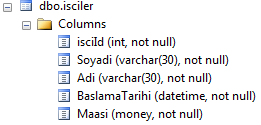 dbo.isciler
Columns
isciId (int, not null)
Soyadi (varchar(30), not null)
Adi (varchar(30), not null)
BaslamaTarihi (datetime, not null)
Maasi (money, not null)